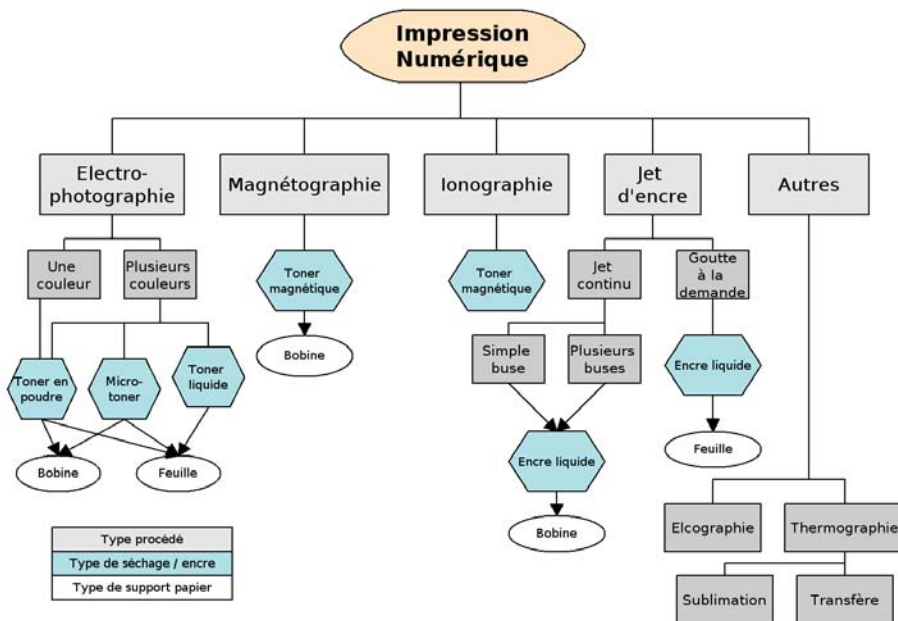 Impression
Numérique
Electro-
photographie
Magnétographie
Ionographie
Jet
d'encre
Autres
Une
couleur
Plusieurs
couleurs
Toner
magnétique
Toner
magnétique
Jet
continu
Goutte
à la
demande
Bobine
Simple
buse
Plusieurs
buses
Toner en
poudre
Micro-
toner
Toner
liquide
Encre liquide
Bobine
Feuille
Encre liquide
Feuille
Bobine
Elcographie
Thermographie
Sublimation
Transfère
Type procédé
Type de séchage / encre
Type de support papier